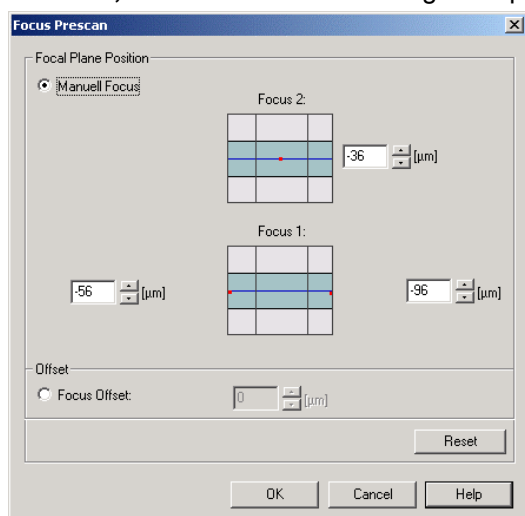 Focus Prescan
Focal Plane Position
Manuell Focus
Focus 2:
-36 [µm]
Focus 1:
-56 [µm] -96 [µm]
Offset
Focus Offset: 0 [µm]
Reset
OK Cancel Help